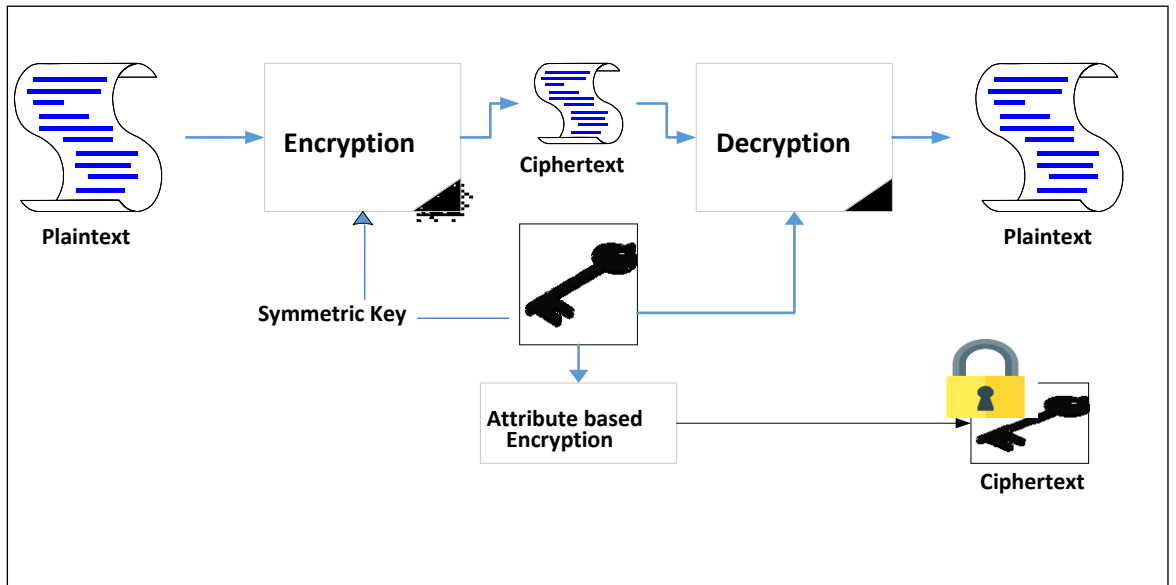 Encryption
Ciphertext
Decryption
Plaintext
Plaintext
Symmetric Key
Attribute based
Encryption
Ciphertext